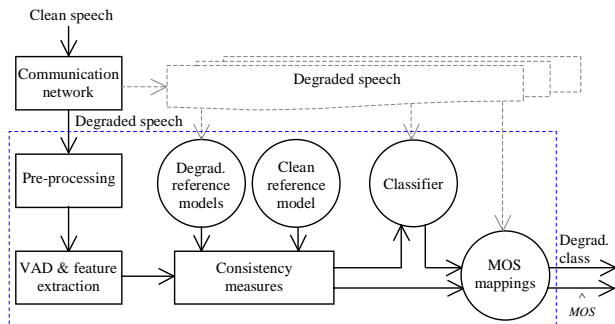 Clean speech
Communication
network
Degraded speech
Degraded speech
Pre-processing
Degrad.
reference
models
Clean
reference
model
Classifier
VAD & feature
extraction
Consistency
measures
MOS
mappings
Degrad.
class
^
MOS